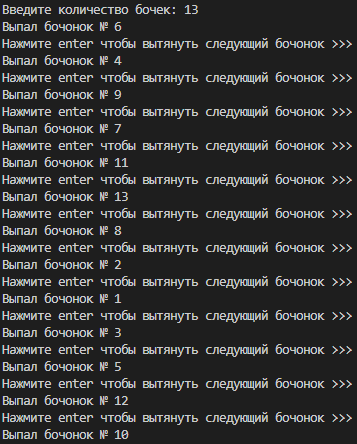 Введите количество бочек: 13
Выпал бочонок № 6
Нажмите enter чтобы вытянуть следующий бочонок >>>
Выпал бочонок № 4
Нажмите enter чтобы вытянуть следующий бочонок >>>
Выпал бочонок № 9
Нажмите enter чтобы вытянуть следующий бочонок >>>
Выпал бочонок № 7
Нажмите enter чтобы вытянуть следующий бочонок >>>
Выпал бочонок № 11
Нажмите enter чтобы вытянуть следующий бочонок >>>
Выпал бочонок № 13
Нажмите enter чтобы вытянуть следующий бочонок >>>
Выпал бочонок № 8
Нажмите enter чтобы вытянуть следующий бочонок >>>
Выпал бочонок № 2
Нажмите enter чтобы вытянуть следующий бочонок >>>
Выпал бочонок № 1
Нажмите enter чтобы вытянуть следующий бочонок >>>
Выпал бочонок № 3
Нажмите enter чтобы вытянуть следующий бочонок >>>
Выпал бочонок № 5
Нажмите enter чтобы вытянуть следующий бочонок >>>
Выпал бочонок № 12
Нажмите enter чтобы вытянуть следующий бочонок >>>
Выпал бочонок № 10